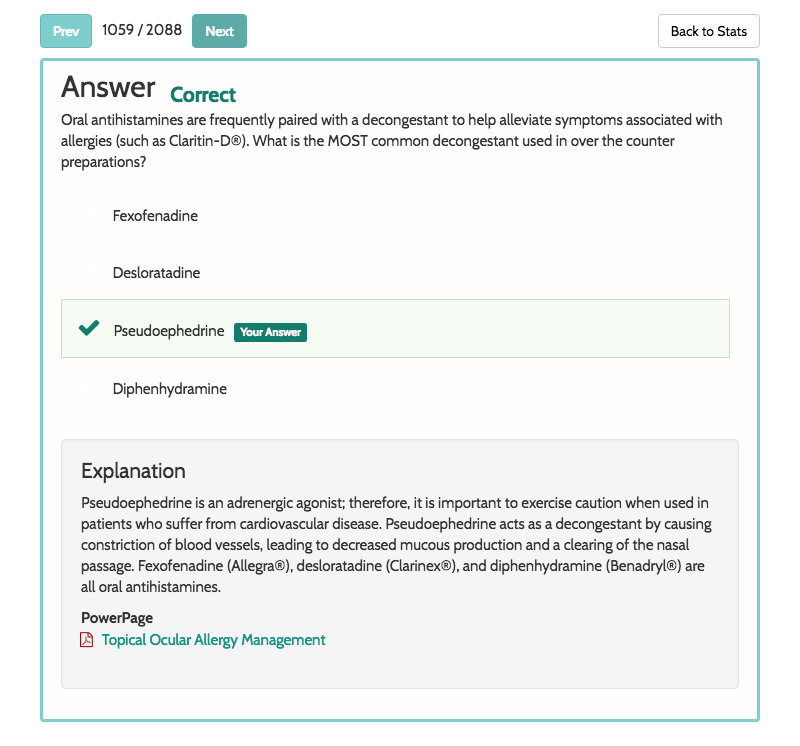 Prev 1059 / 2088 Next Back to Stats
Answer Correct
Oral antihistamines are frequently paired with a decongestant to help alleviate symptoms associated with
allergies (such as Claritin-D®). What is the MOST common decongestant used in over the counter
preparations?
Fexofenadine
Desloratadine
Pseudoephedrine Your Answer
Diphenhydramine
Explanation
Pseudoephedrine is an adrenergic agonist; therefore, it is important to exercise caution when used in
patients who suffer from cardiovascular disease. Pseudoephedrine acts as a decongestant by causing
constriction of blood vessels, leading to decreased mucous production and a clearing of the nasal
passage. Fexofenadine (Allegra®), desloratadine (Clarinex®), and diphenhydramine (Benadryl®) are
all oral antihistamines.
PowerPage
Topical Ocular Allergy Management